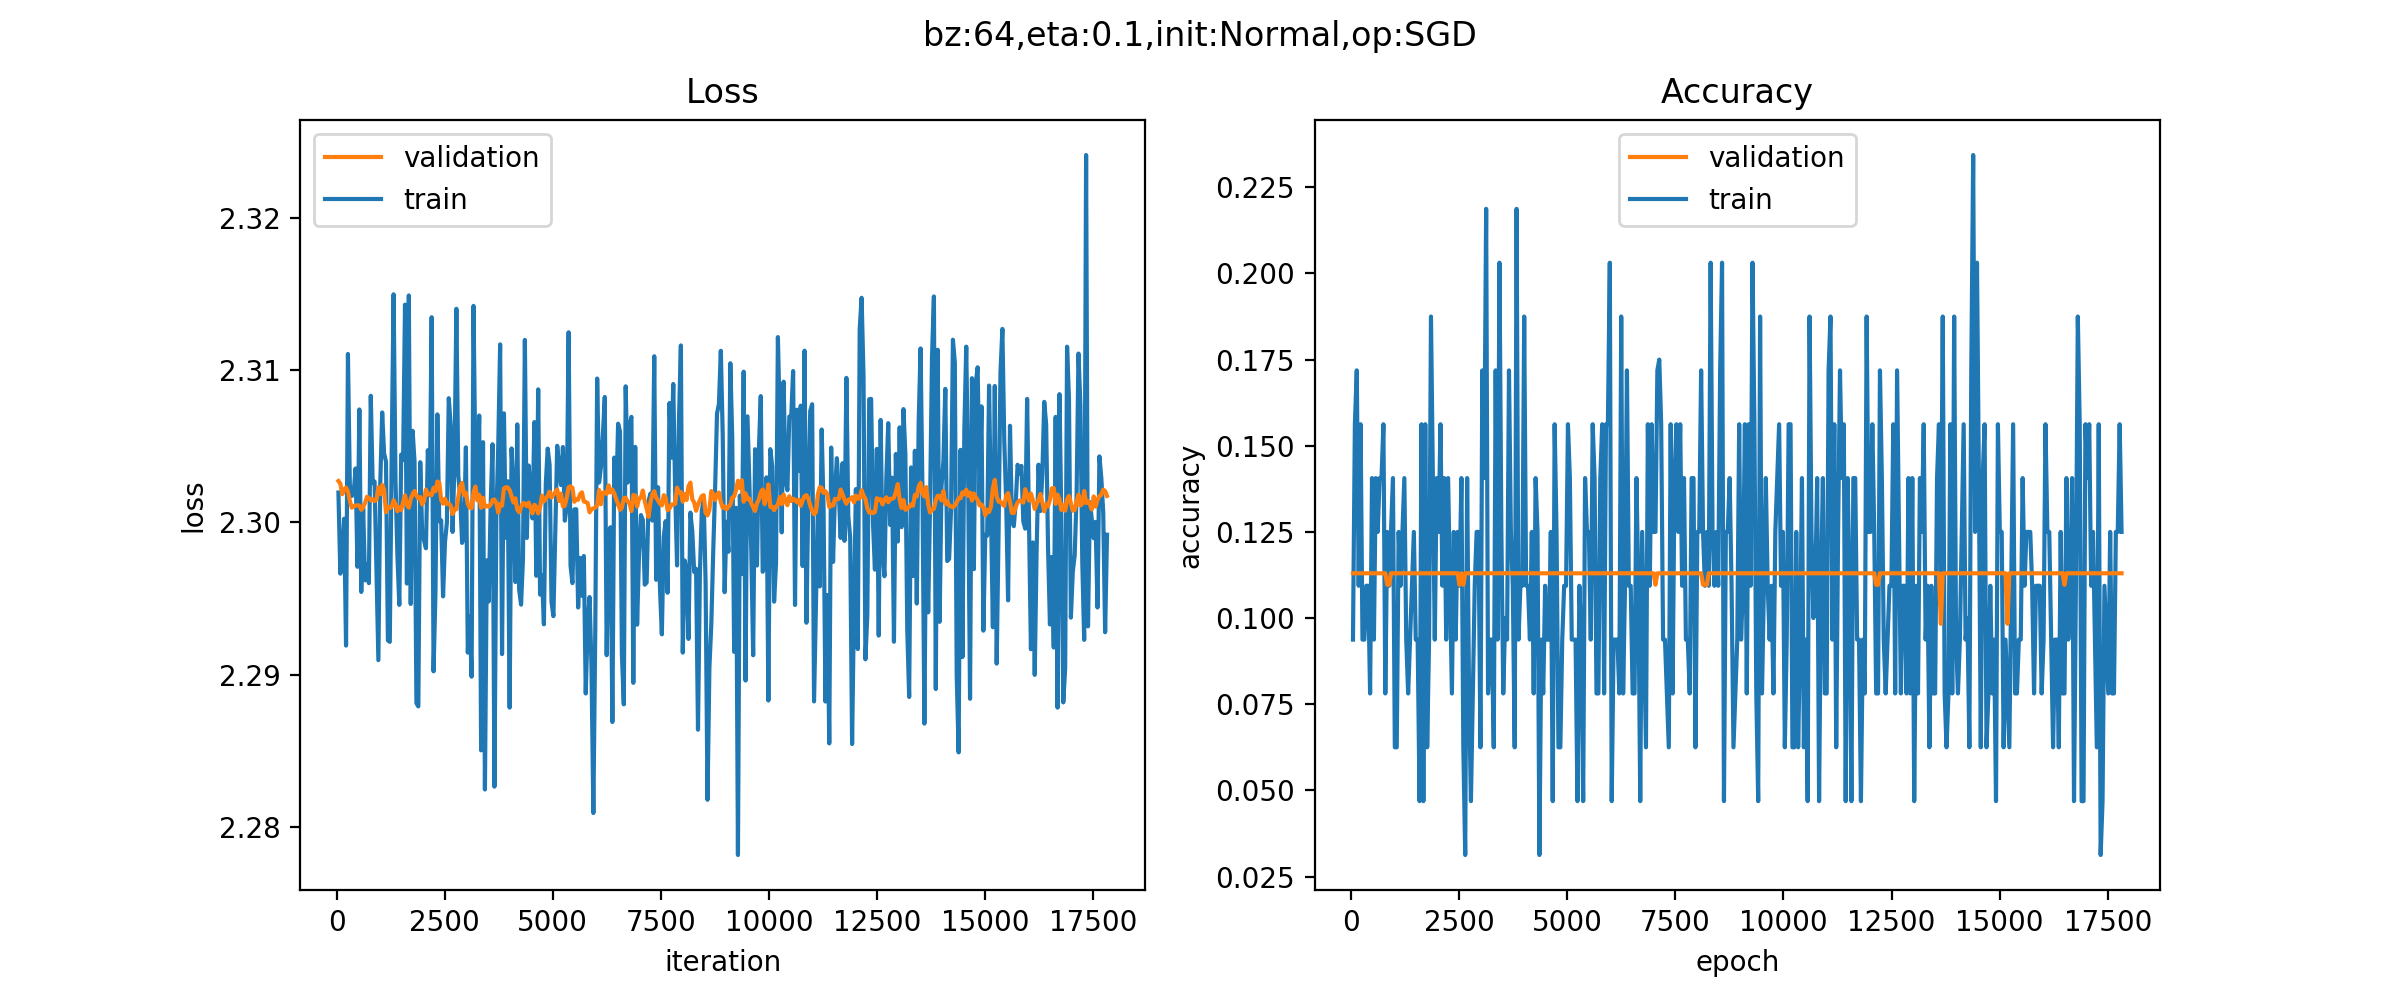 bz:64,eta:0.1,init:Normal,op:SGD
Loss
validation
train
2.32
2.31
2.30
2.29
2.28
loss
0 2500 5000 7500 10000 12500 15000 17500
iteration
Accuracy
validation
train
0.225
0.200
0.175
0.150
0.125
0.100
0.075
0.050
0.025
accuracy
0 2500 5000 7500 10000 12500 15000 17500
epoch